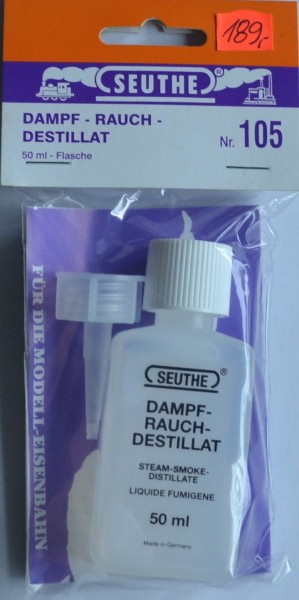 189,-
SEUTHE®
DAMPF - RAUCH -
DESTILLAT
50 ml - Flasche
Nr. 105
FÜR DIE MODELL-EISENBAHN
SEUTHE®
DAMPF-
RAUCH-
DESTILLAT
STEAM-SMOKE-
DISTILLATE
LIQUIDE FUMIGENE
50 ml
Made in Germany